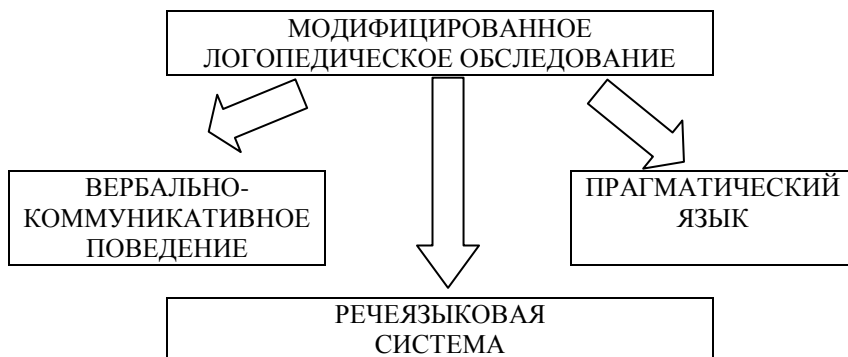 МОДИФИЦИРОВАННОЕ
ЛОГОПЕДИЧЕСКОЕ ОБСЛЕДОВАНИЕ
ВЕРБАЛЬНО-
КОММУНИКАТИВНОЕ
ПОВЕДЕНИЕ
ПРАГМАТИЧЕСКИЙ
ЯЗЫК
РЕЧЕЯЗЫКОВАЯ
СИСТЕМА